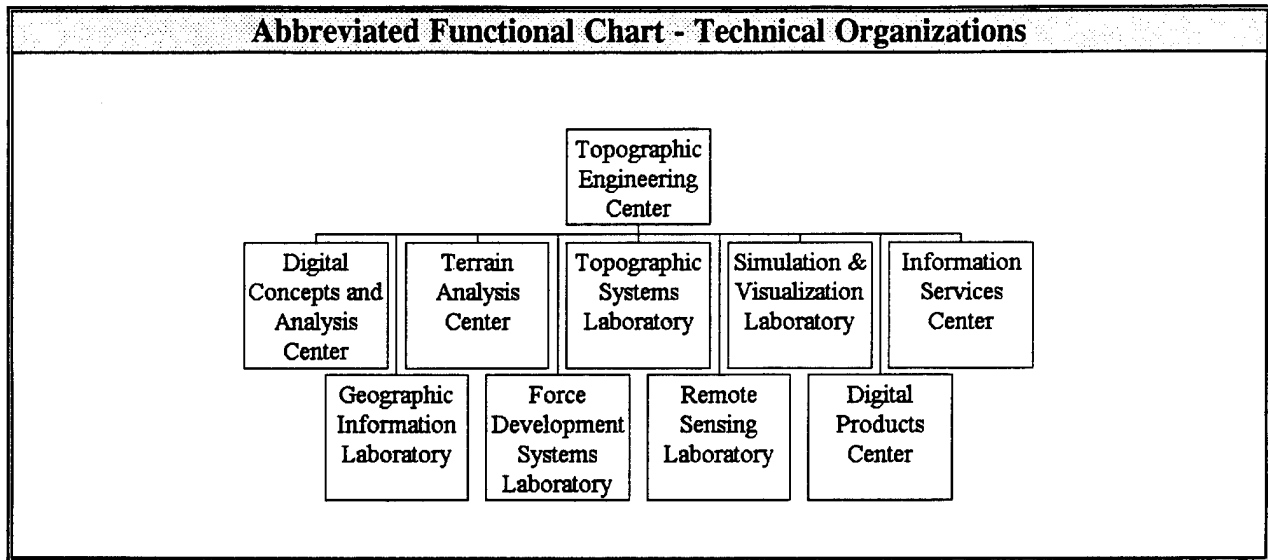 Abbreviated Functional Chart - Technical Organizations
Topographic
Engineering
Center
Digital
Concepts and
Analysis
Center
Terrain
Analysis
Center
Topographic
Systems
Laboratory
Simulation &
Visualization
Laboratory
Information
Services
Center
Geographic
Information
Laboratory
Force
Development
Systems
Laboratory
Remote
Sensing
Laboratory
Digital
Products
Center